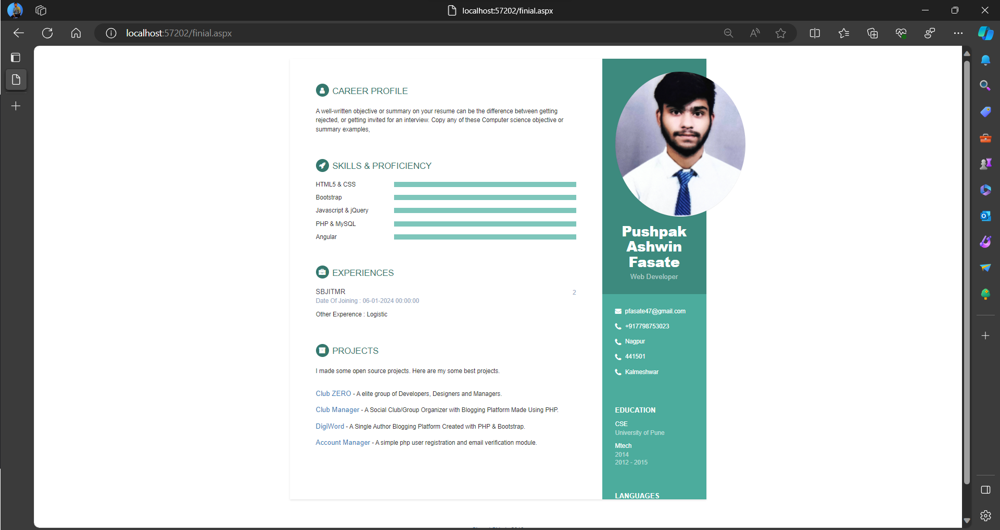 localhost:57202/finial.aspx
localhost:57202/finial.aspx
CAREER PROFILE
A well-written objective or summary on your resume can be the difference between getting
rejected, or getting invited for an interview. Copy any of these Computer science objective or
summary examples,
SKILLS & PROFICIENCY
HTML5 & CSS
Bootstrap
Javascript & jQuery
PHP & MySQL
Angular
EXPERIENCES
SBJITMR 2
Date Of Joining : 06-01-2024 00:00:00
Other Experence : Logistic
PROJECTS
I made some open source projects. Here are my some best projects.
Club ZERO - A elite group of Developers, Designers and Managers.
Club Manager - A Social Club/Group Organizer with Blogging Platform Made Using PHP.
DigiWord - A Single Author Blogging Platform Created with PHP & Bootstrap.
Account Manager - A simple php user registration and email verification module.
Pushpak
Ashwin
Fasate
Web Developer
pfasate47@gmail.com
+917798753023
Nagpur
441501
Kalmeshwar
EDUCATION
CSE
University of Pune
Mtech
2014
2012 - 2015
LANGUAGES